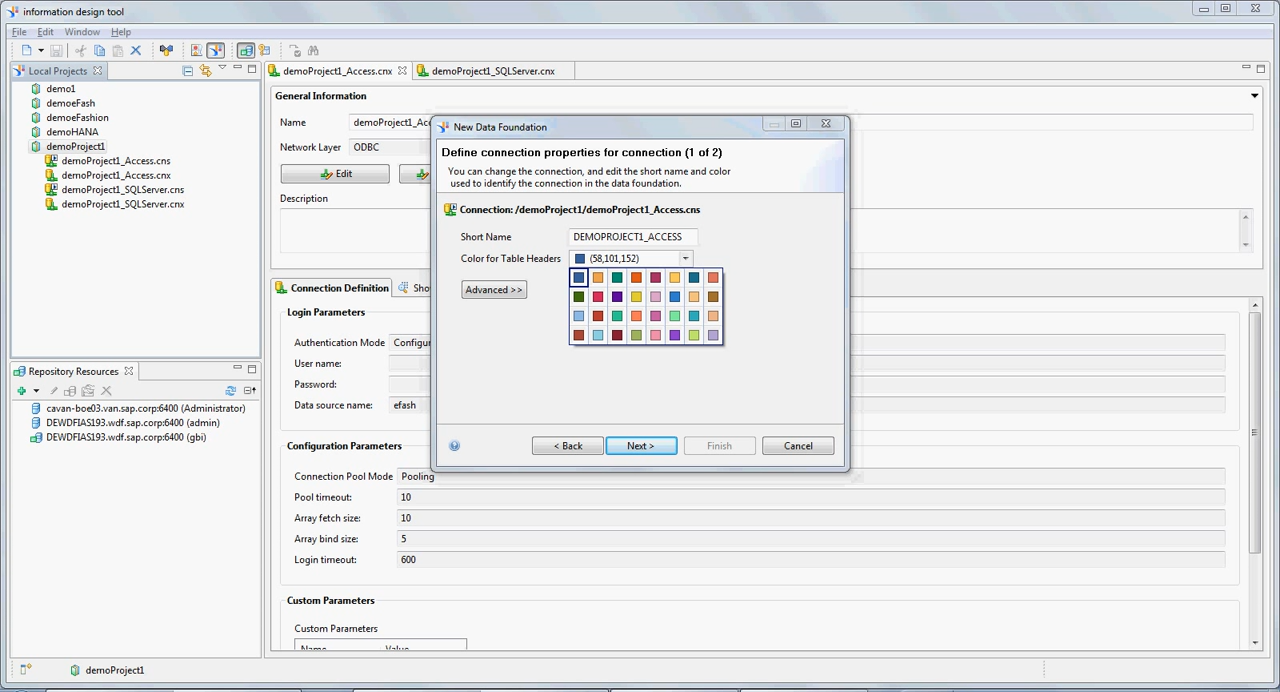 information design tool
File Edit Window Help
Local Projects
demo1
demoeFash
demoeFashion
demoHANA
demoProject1
demoProject1_Access.cns
demoProject1_Access.cnx
demoProject1_SQLServer.cns
demoProject1_SQLServer.cnx
Repository Resources
cavan-boe03.van.sap.corp:6400 (Administrator)
DEWDFIAS193.wdf.sap.corp:6400 (admin)
DEWDFIAS193.wdf.sap.corp:6400 (gbi)
demoProject1_Access.cnx demoProject1_SQLServer.cnx
General Information
Name demoProject1_Acc
Network Layer ODBC
Edit
Description
Connection Definition Sho
Login Parameters
Authentication Mode Configur
User name:
Password:
Data source name: efash
Configuration Parameters
Connection Pool Mode Pooling
Pool timeout: 10
Array fetch size: 10
Array bind size: 5
Login timeout: 600
Custom Parameters
Custom Parameters
Name Value
New Data Foundation
Define connection properties for connection (1 of 2)
You can change the connection, and edit the short name and color
used to identify the connection in the data foundation.
Connection: /demoProject1/demoProject1_Access.cns
Short Name DEMOPROJECT1_ACCESS
Color for Table Headers (58,101,152)
Advanced >>
< Back Next > Finish Cancel
demoProject1